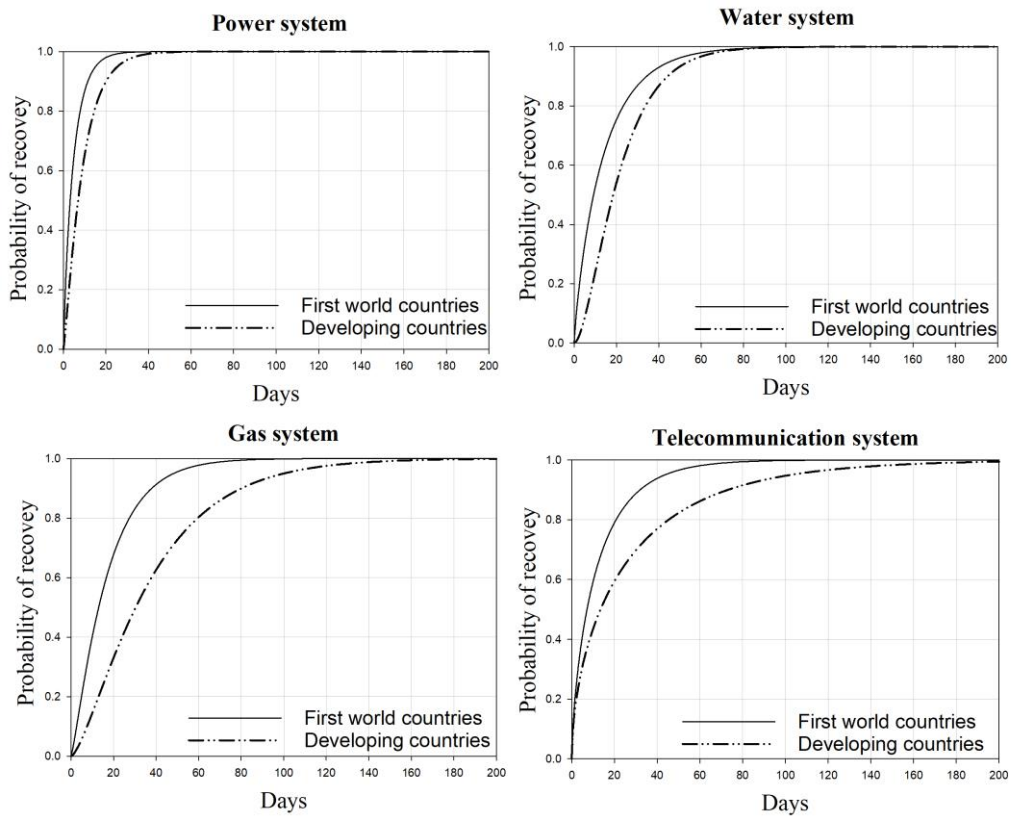 Power system
Probability of recovey
1.0
0.8
0.6
0.4
0.2
0.0
First world countries
Developing countries
0 20 40 60 80 100 120 140 160 180 200
Days
Water system
Probability of recovey
1.0
0.8
0.6
0.4
0.2
0.0
First world countries
Developing countries
0 20 40 60 80 100 120 140 160 180 200
Days
Gas system
Probability of recovey
1.0
0.8
0.6
0.4
0.2
0.0
First world countries
Developing countries
0 20 40 60 80 100 120 140 160 180 200
Days
Telecommunication system
Probability of recovey
1.0
0.8
0.6
0.4
0.2
0.0
First world countries
Developing countries
0 20 40 60 80 100 120 140 160 180 200
Days